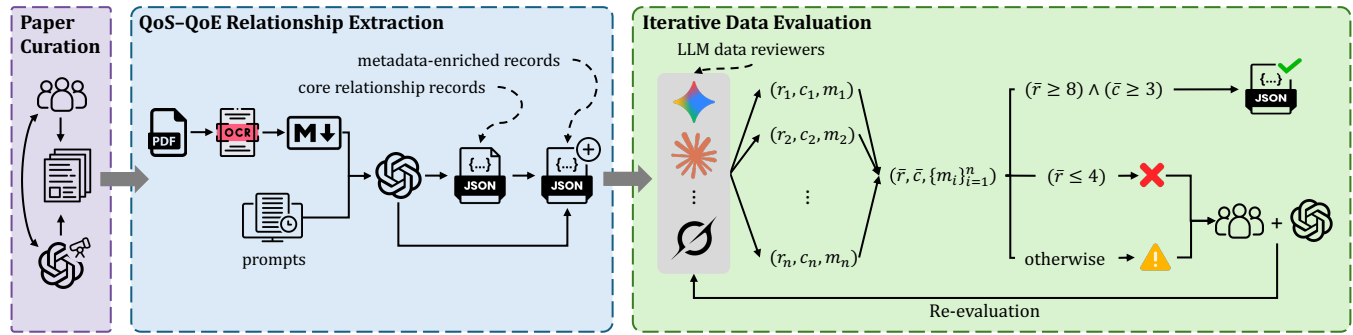 Paper
Curation
QoS–QoE Relationship Extraction
metadata-enriched records
core relationship records
PDF
OCR
M
{...}
JSON
{...}
JSON
prompts
Iterative Data Evaluation
LLM data reviewers
(r₁, c₁, m₁)
(r₂, c₂, m₂)
⋮
⋮
(rₙ, cₙ, mₙ)
(r̄, c̄, {mᵢ}ⁿᵢ₌₁)
(r̄ ≥ 8) ∧ (c̄ ≥ 3)
{...}
JSON
(r̄ ≤ 4)
otherwise
+
Re-evaluation